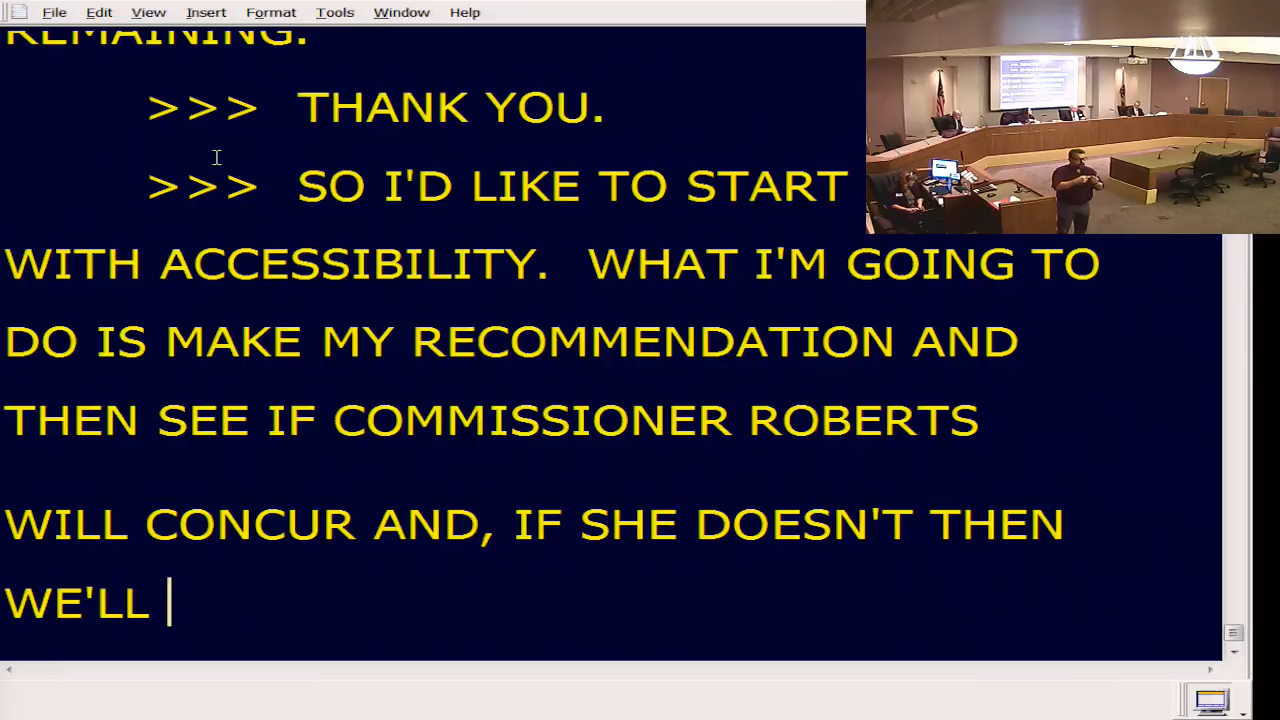 File Edit View Insert Format Tools Window Help
REMAINING.
>>> THANK YOU.
>>> SO I'D LIKE TO START
WITH ACCESSIBILITY. WHAT I'M GOING TO
DO IS MAKE MY RECOMMENDATION AND
THEN SEE IF COMMISSIONER ROBERTS
WILL CONCUR AND, IF SHE DOESN'T THEN
WE'LL